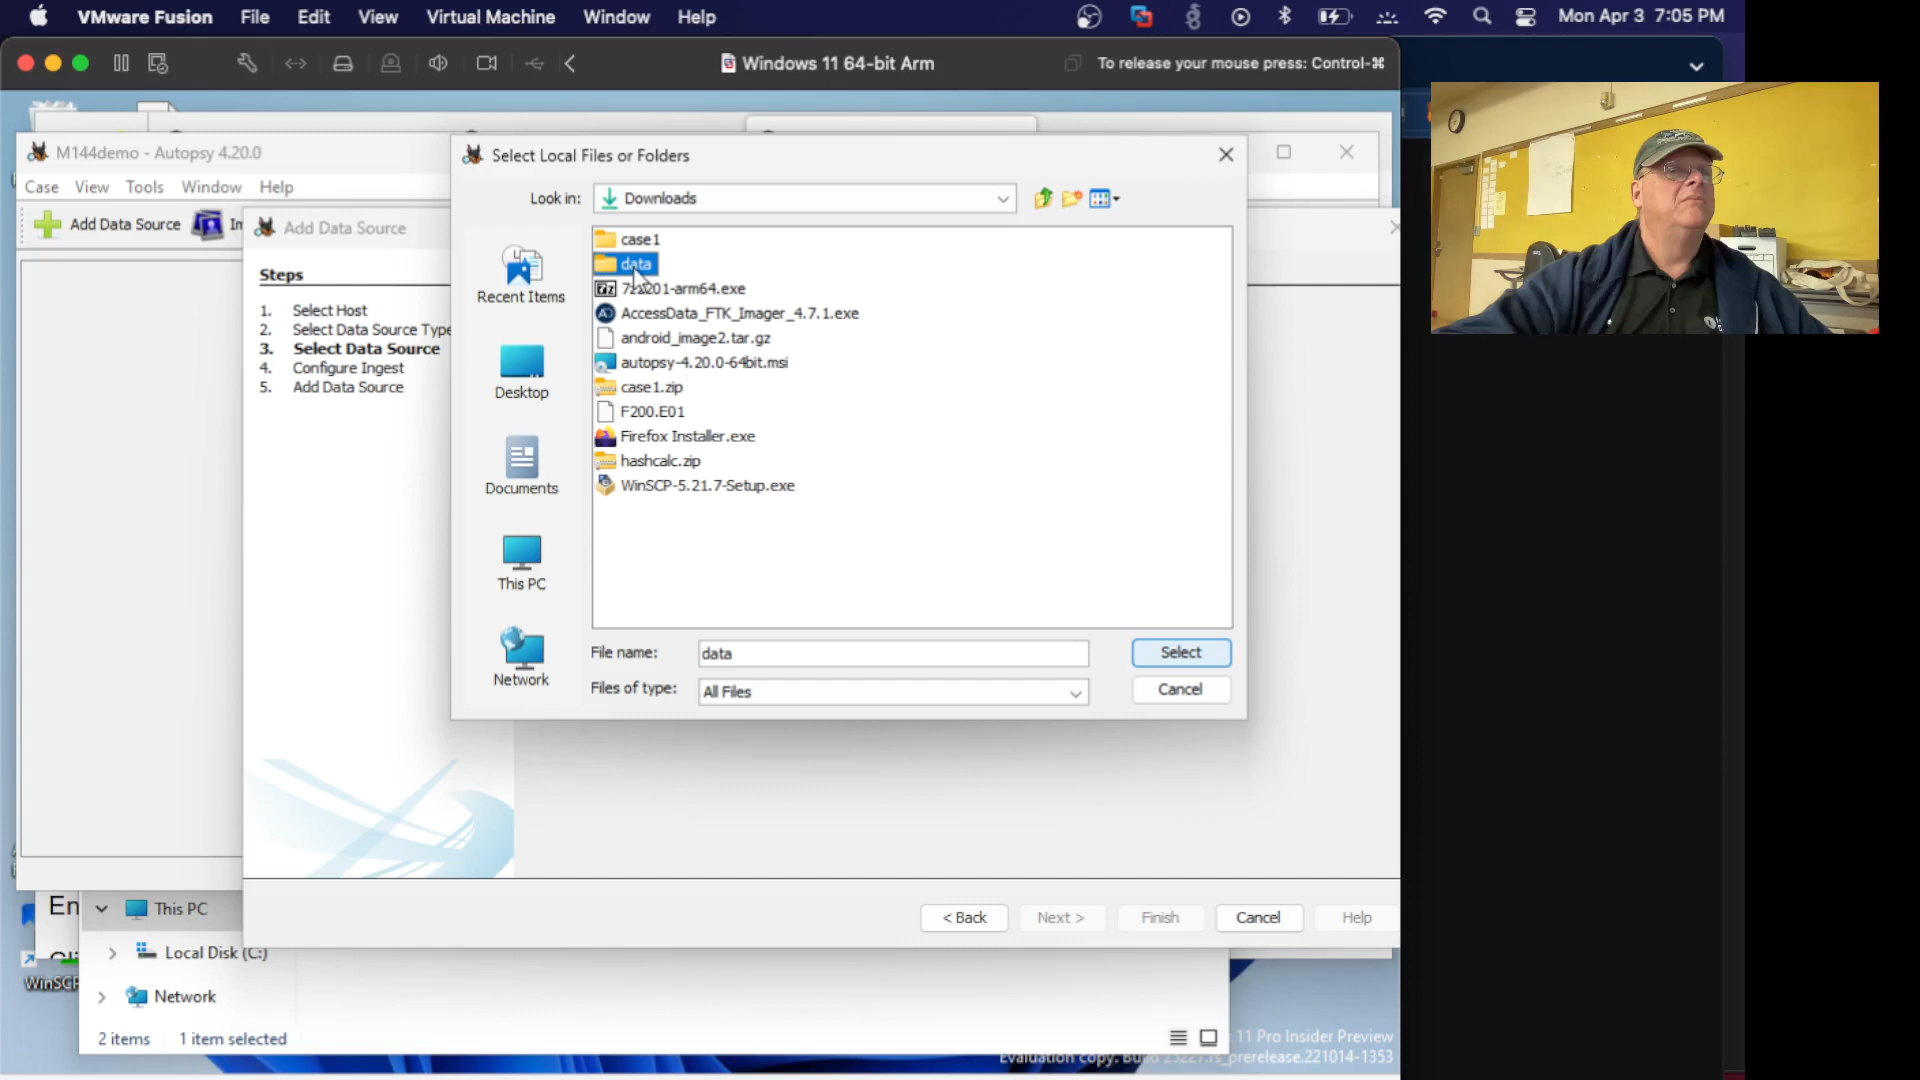 VMware Fusion File Edit View Virtual Machine Window Help Mon Apr 3 7:05 PM
Windows 11 64-bit Arm
To release your mouse press: Control-⌘
M144demo - Autopsy 4.20.0
Case View Tools Window Help
Add Data Source
Add Data Source
Steps
1. Select Host
2. Select Data Source Type
3. Select Data Source
4. Configure Ingest
5. Add Data Source
Select Local Files or Folders
Look in: Downloads
Recent Items
Desktop
Documents
This PC
Network
case1
data
AccessData_FTK_Imager_4.7.1.exe
android_image2.tar.gz
autopsy-4.20.0-64bit.msi
case1.zip
F200.E01
Firefox Installer.exe
hashcalc.zip
WinSCP-5.21.7-Setup.exe
File name: data
Select
Files of type: All Files
Cancel
< Back Next > Finish Cancel Help
En
This PC
Local Disk (C:)
Network
WinSCP
2 items 1 item selected
11 Pro Insider Preview
Evaluation copy.